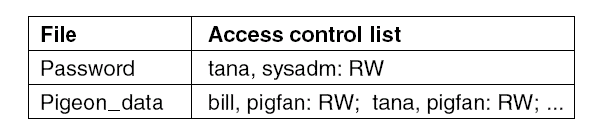 File Access control list
Password tana, sysadm: RW
Pigeon_data bill, pigfan: RW; tana, pigfan: RW; ...